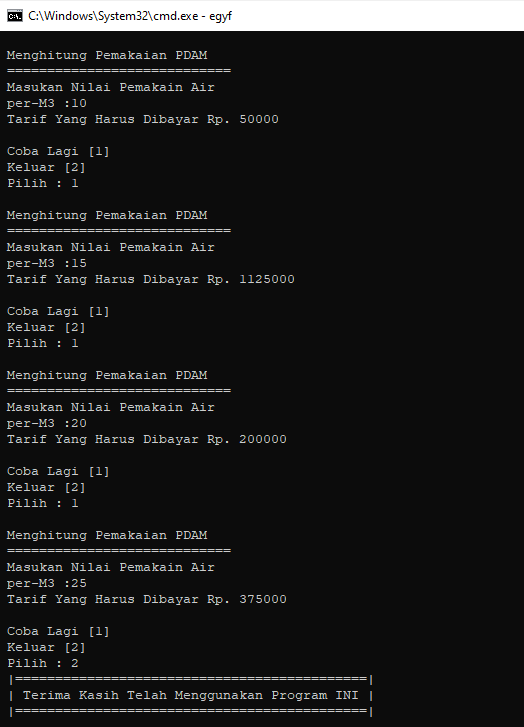 C:\Windows\System32\cmd.exe - egyf
Menghitung Pemakaian PDAM
============================
Masukan Nilai Pemakain Air
per-M3 :10
Tarif Yang Harus Dibayar Rp. 50000
Coba Lagi [1]
Keluar [2]
Pilih : 1
Menghitung Pemakaian PDAM
============================
Masukan Nilai Pemakain Air
per-M3 :15
Tarif Yang Harus Dibayar Rp. 1125000
Coba Lagi [1]
Keluar [2]
Pilih : 1
Menghitung Pemakaian PDAM
============================
Masukan Nilai Pemakain Air
per-M3 :20
Tarif Yang Harus Dibayar Rp. 200000
Coba Lagi [1]
Keluar [2]
Pilih : 1
Menghitung Pemakaian PDAM
============================
Masukan Nilai Pemakain Air
per-M3 :25
Tarif Yang Harus Dibayar Rp. 375000
Coba Lagi [1]
Keluar [2]
Pilih : 2
|============================================|
| Terima Kasih Telah Menggunakan Program INI |
|============================================|